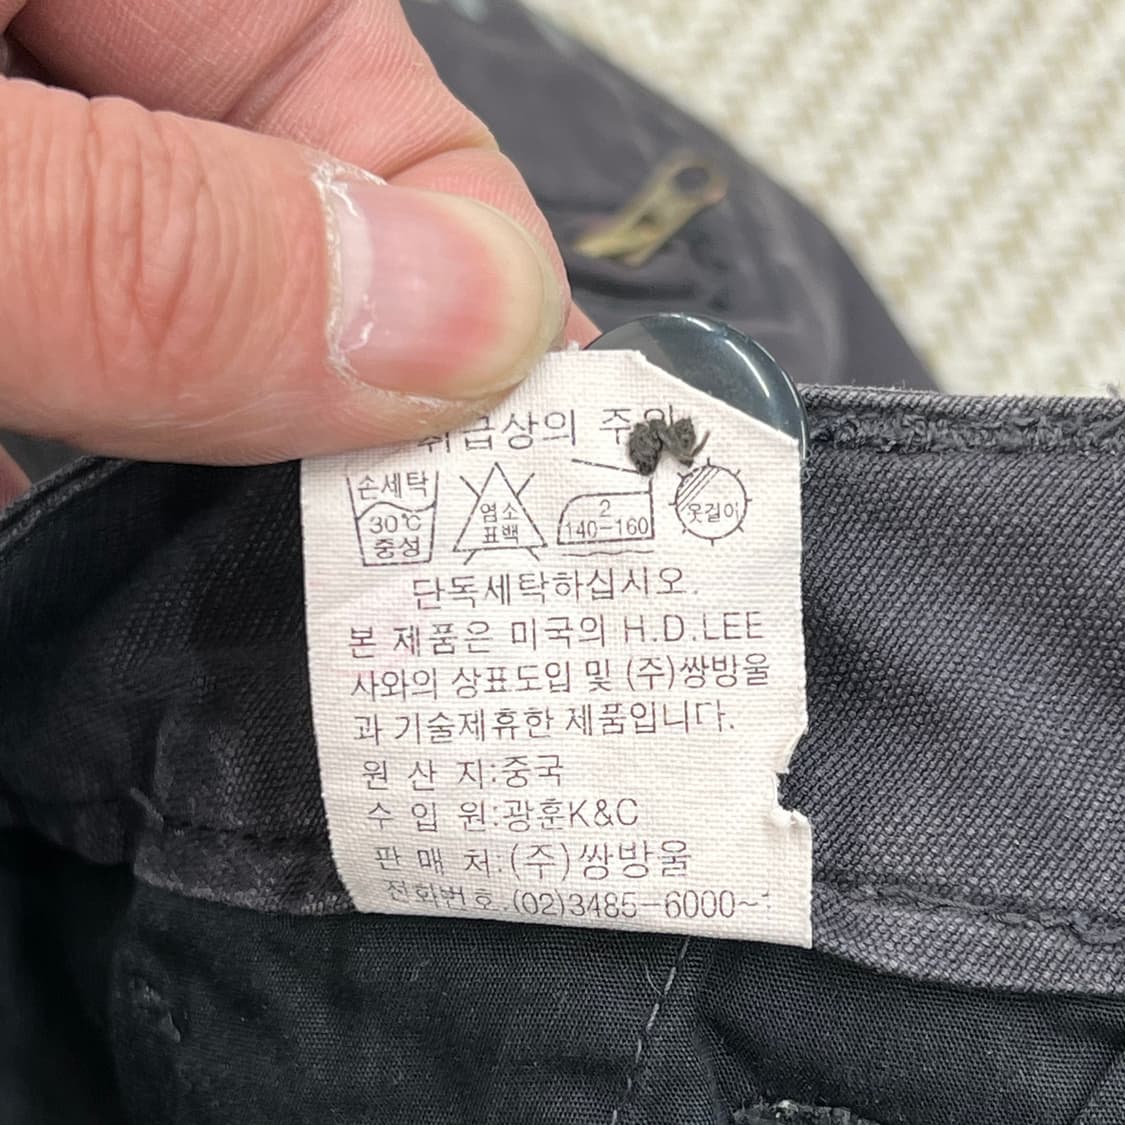 취급상의 주의
손세탁
30℃
중성
염소
표백
2
140-160
옷걸이
단독세탁하십시오.
본 제품은 미국의 H.D.LEE
사와의 상표도입 및 (주)쌍방울
과 기술제휴한 제품입니다.
원 산 지:중국
수 입 원:광훈K&C
판 매 처:(주)쌍방울
전화번호.(02)3485-6000~